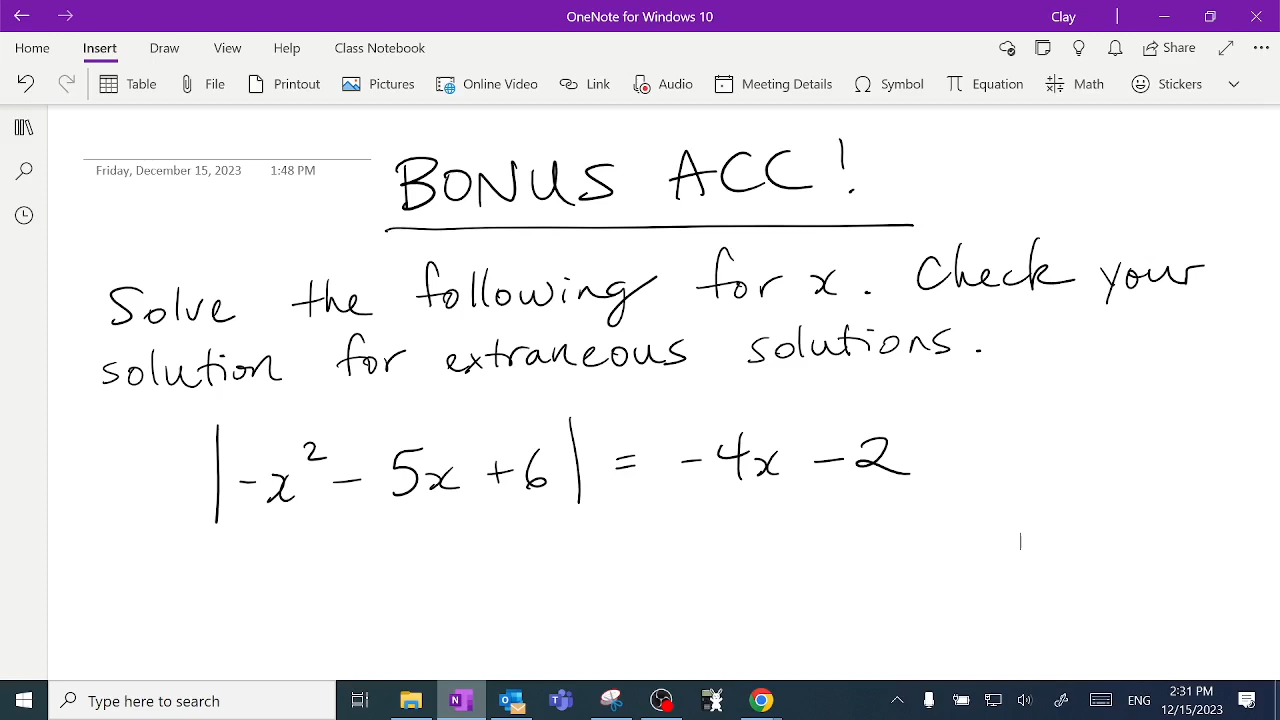 OneNote for Windows 10
Clay
Home Insert Draw View Help Class Notebook
Share
Table File Printout Pictures Online Video Link Audio Meeting Details Symbol Equation Math Stickers
Friday, December 15, 2023 1:48 PM
BONUS ACC!
Solve the following for x. Check your
solution for extraneous solutions.
|-x² - 5x + 6| = -4x - 2
Type here to search
ENG
2:31 PM
12/15/2023